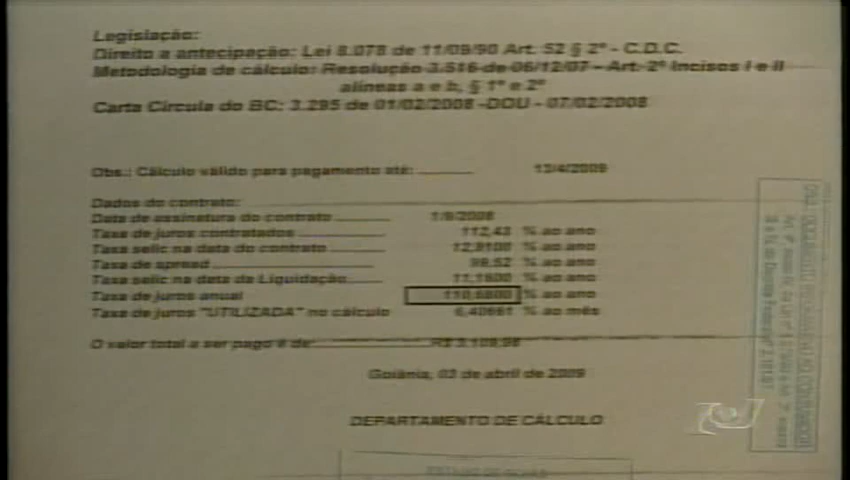 Legislação:
Direito a antecipação: Lei 8.078 de 11/09/90 Art. 52 § 2º - C.D.C.
Metodologia de cálculo: Resolução 3.516 de 06/12/07 - Art. 2º Incisos I e II
alíneas a e b, § 1º e 2º
Carta Circula do BC: 3.295 de 01/02/2008 -DOU - 07/02/2008
Obs.: Cálculo válido para pagamento até: 13/4/2009
Dados do contrato:
Data de assinatura do contrato 1/9/2008
Taxa de juros contratados 112,43 % ao ano
Taxa selic na data do contrato 12,9100 % ao ano
Taxa de spread 99,52 % ao ano
Taxa selic na data da Liquidação 11,1600 % ao ano
Taxa de juros anual 110,6800 % ao ano
Taxa de juros "UTILIZADA" no cálculo 6,40661 % ao mês
O valor total a ser pago é de: R$ 3.109,98
Goiânia, 03 de abril de 2009
DEPARTAMENTO DE CÁLCULO
ESTADO DE GOIÁS